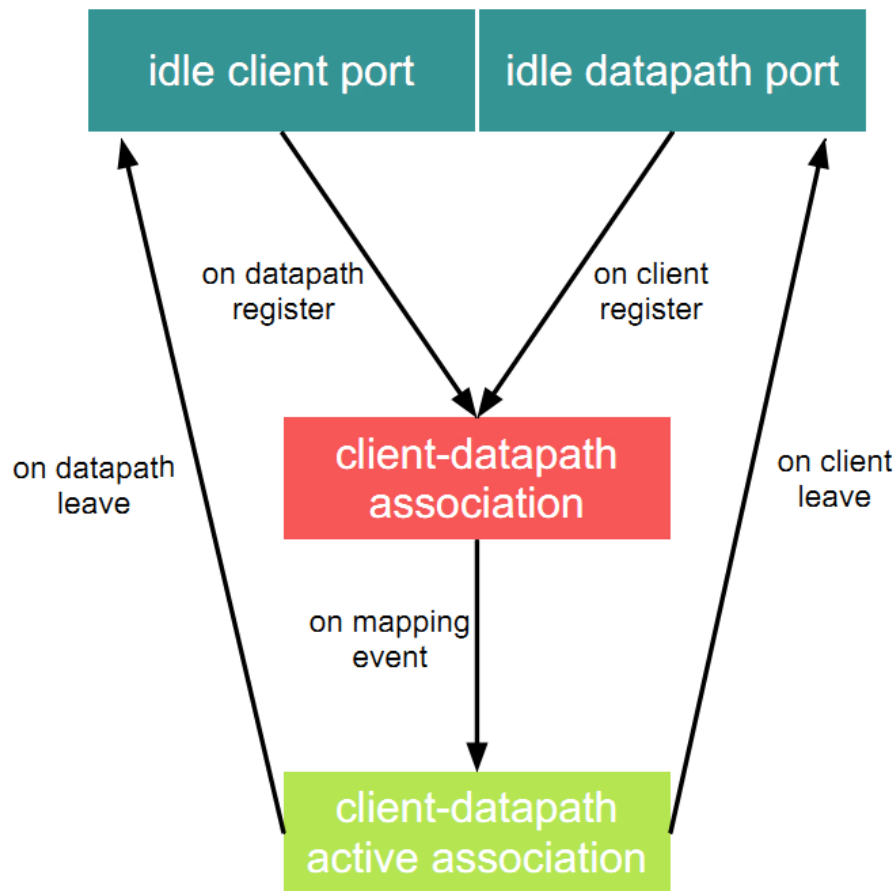 idle client port
idle datapath port
on datapath
register
on client
register
client-datapath
association
on datapath
leave
on client
leave
on mapping
event
client-datapath
active association